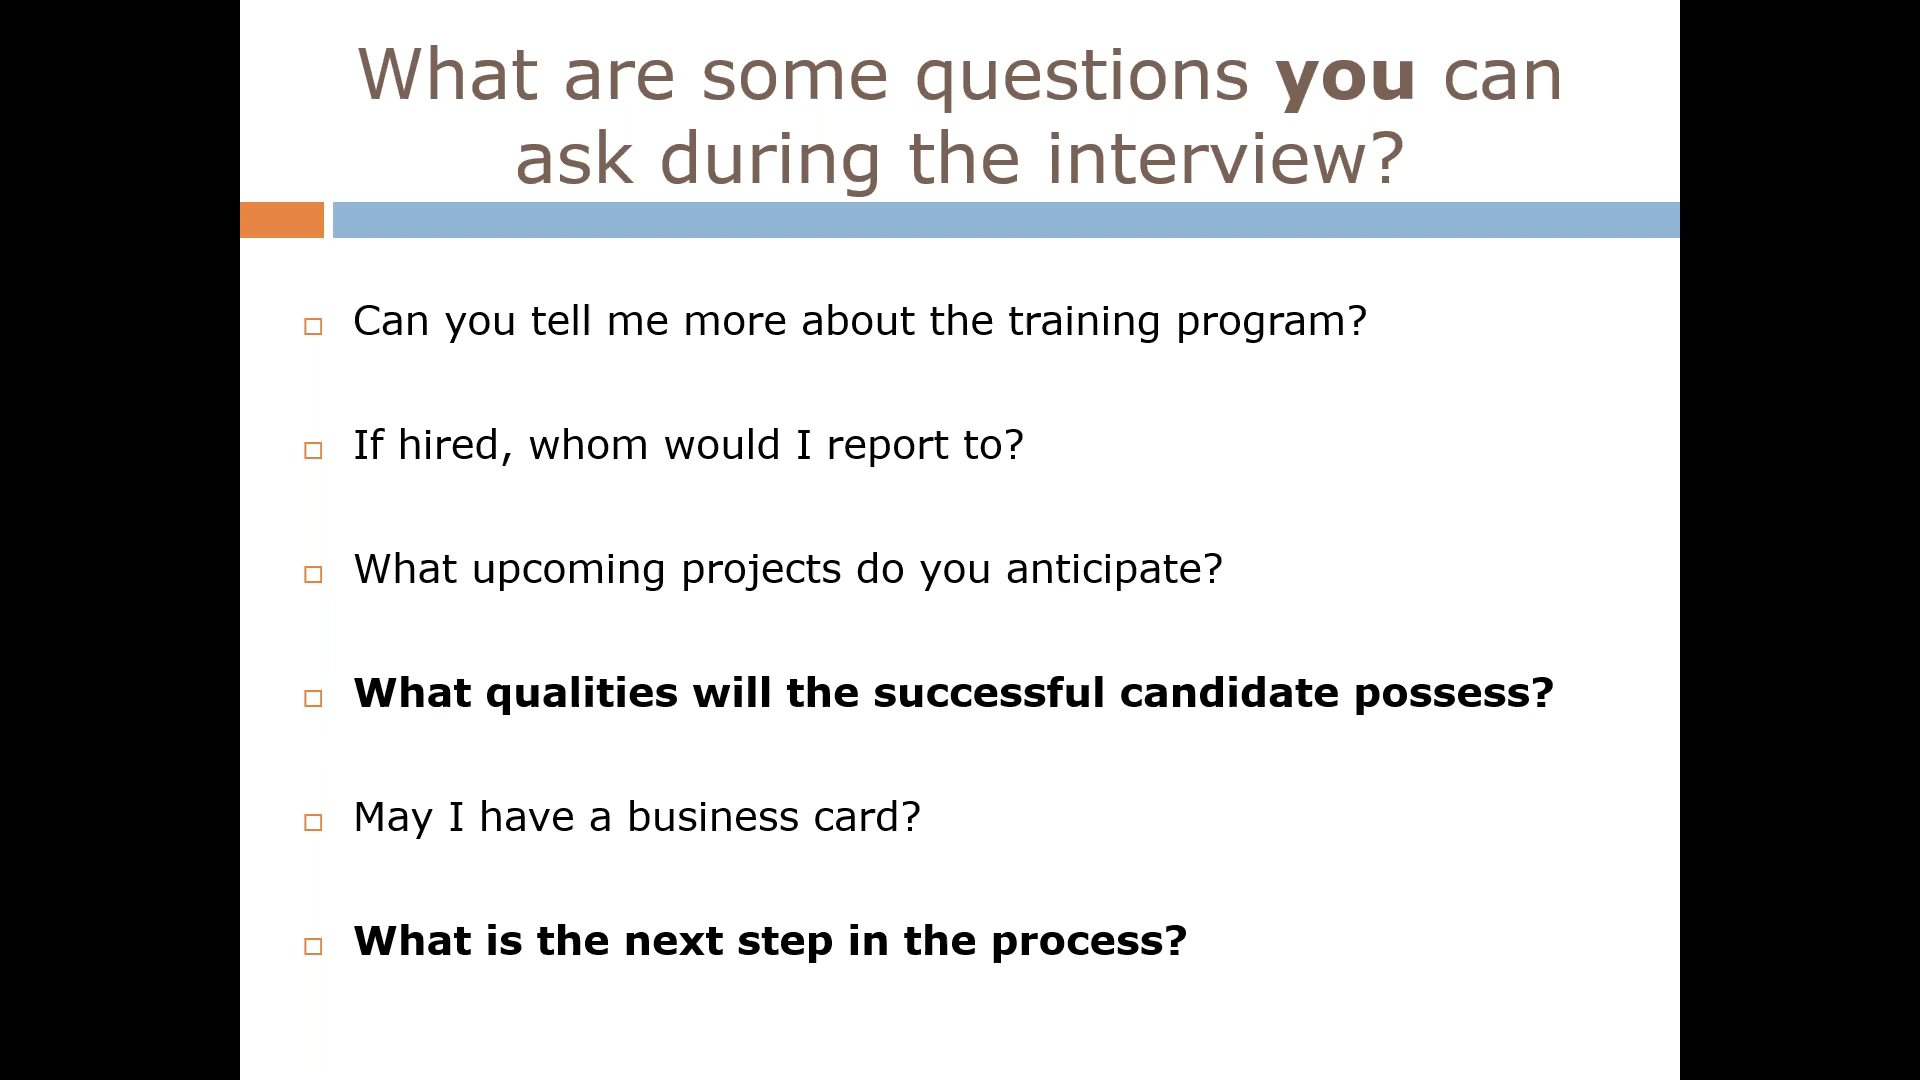 What are some questions you can
ask during the interview?
Can you tell me more about the training program?
If hired, whom would I report to?
What upcoming projects do you anticipate?
What qualities will the successful candidate possess?
May I have a business card?
What is the next step in the process?